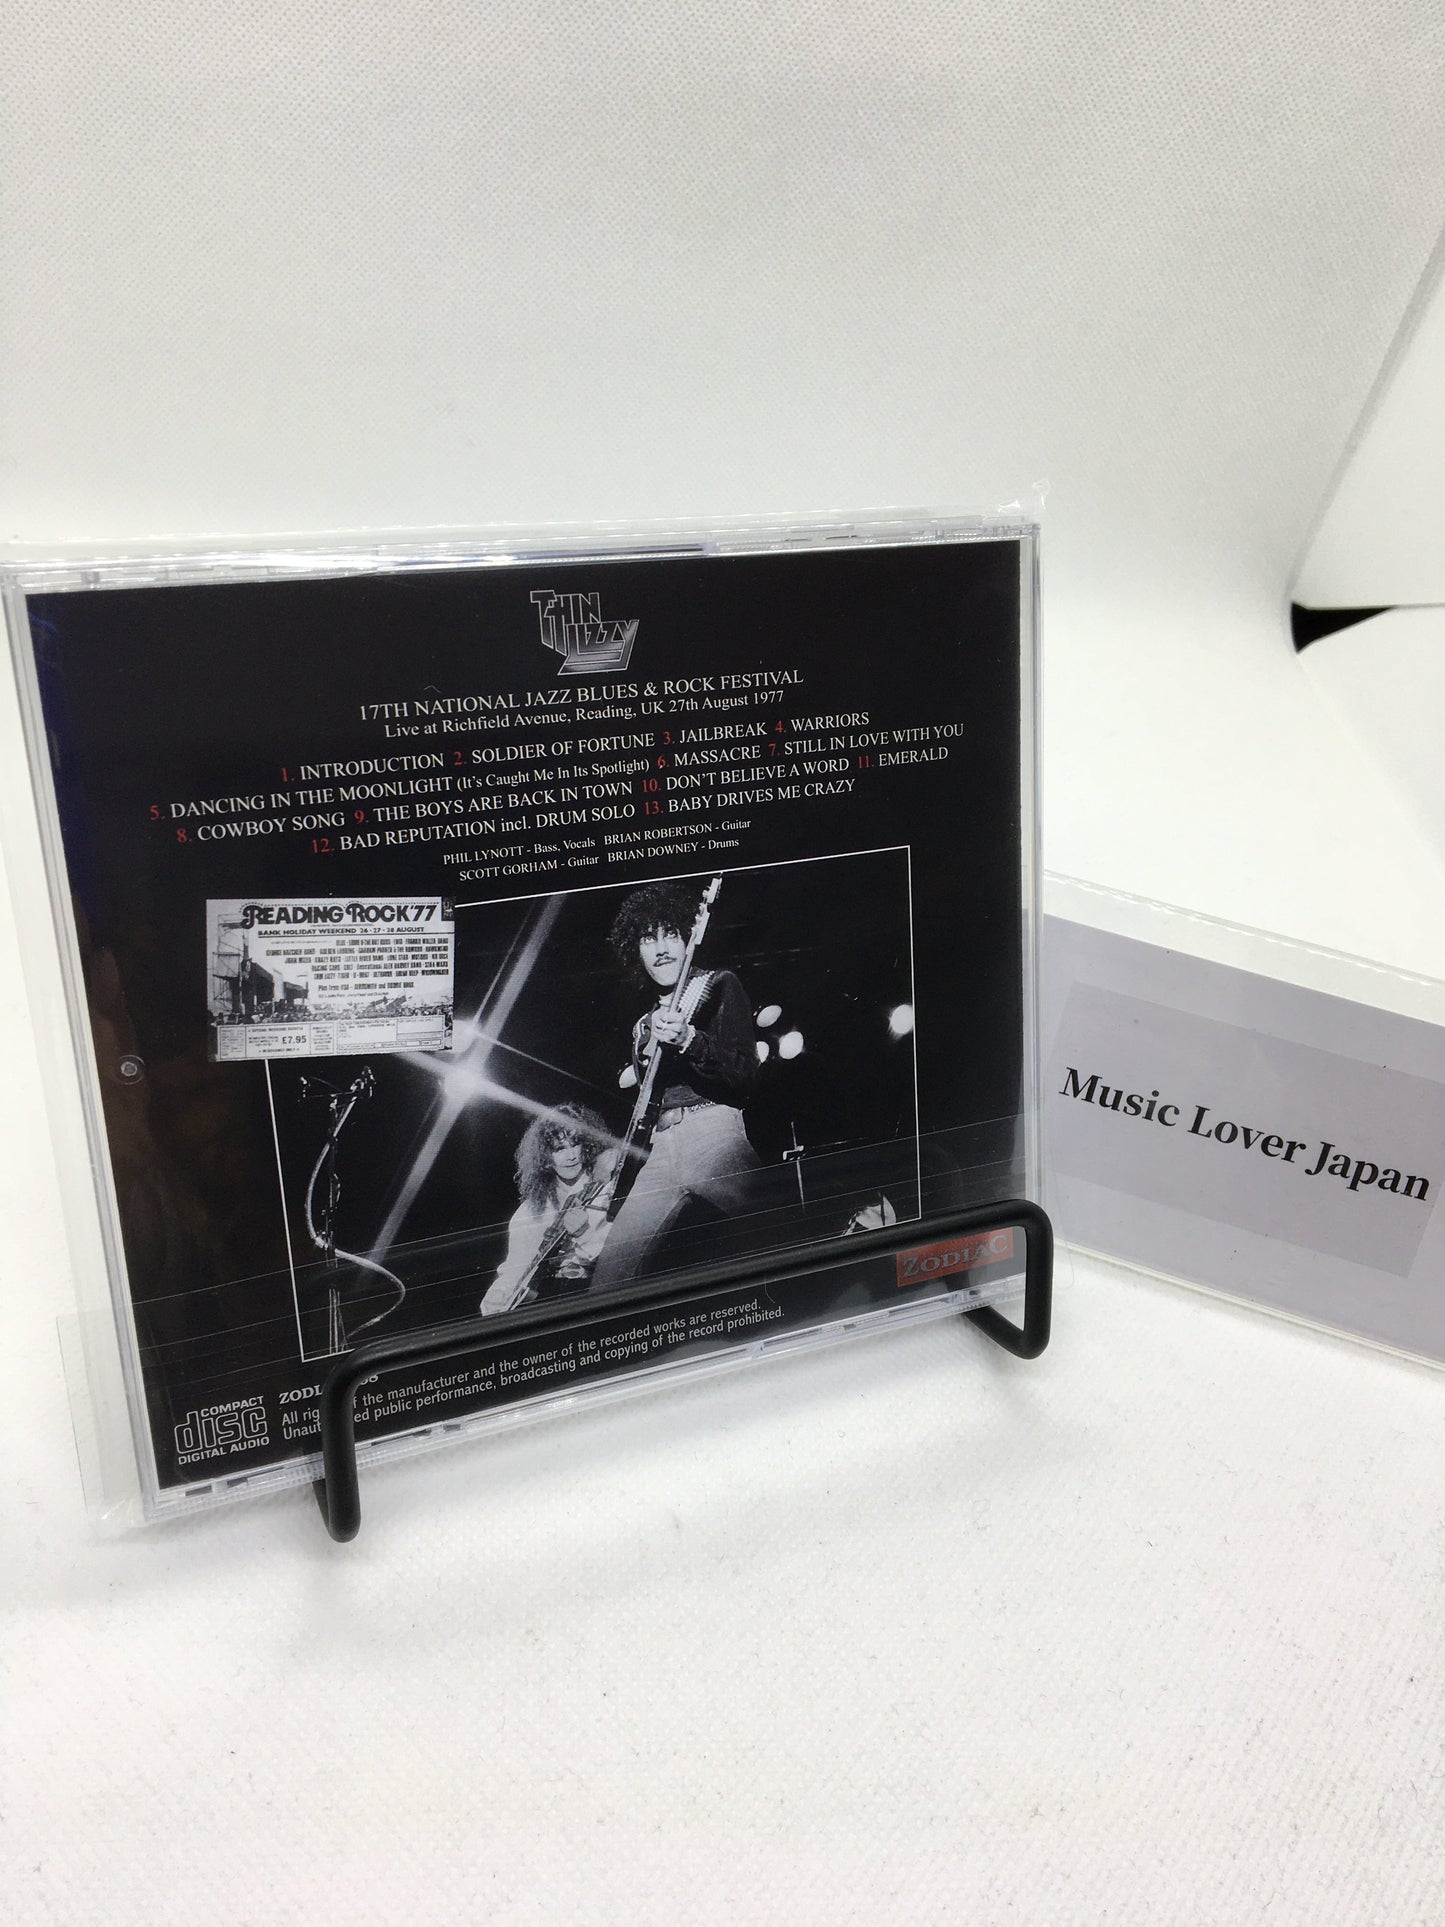 THIN LIZZY
17TH NATIONAL JAZZ BLUES & ROCK FESTIVAL
Live at Richfield Avenue, Reading, UK 27th August 1977
1. INTRODUCTION 2. SOLDIER OF FORTUNE 3. JAILBREAK 4. WARRIORS
5. DANCING IN THE MOONLIGHT (It's Caught Me In Its Spotlight) 6. MASSACRE 7. STILL IN LOVE WITH YOU
8. COWBOY SONG 9. THE BOYS ARE BACK IN TOWN 10. DON'T BELIEVE A WORD 11. EMERALD
12. BAD REPUTATION incl. DRUM SOLO 13. BABY DRIVES ME CRAZY
PHIL LYNOTT - Bass, Vocals BRIAN ROBERTSON - Guitar
SCOTT GORHAM - Guitar BRIAN DOWNEY - Drums
READING ROCK'77
BANK HOLIDAY WEEKEND 26 · 27 · 28 AUGUST
£7.95
Music Lover Japan
ZODIAC
COMPACT
disc
DIGITAL AUDIO
All of the manufacturer and the owner of the recorded works are reserved.
public performance, broadcasting and copying of the record prohibited.